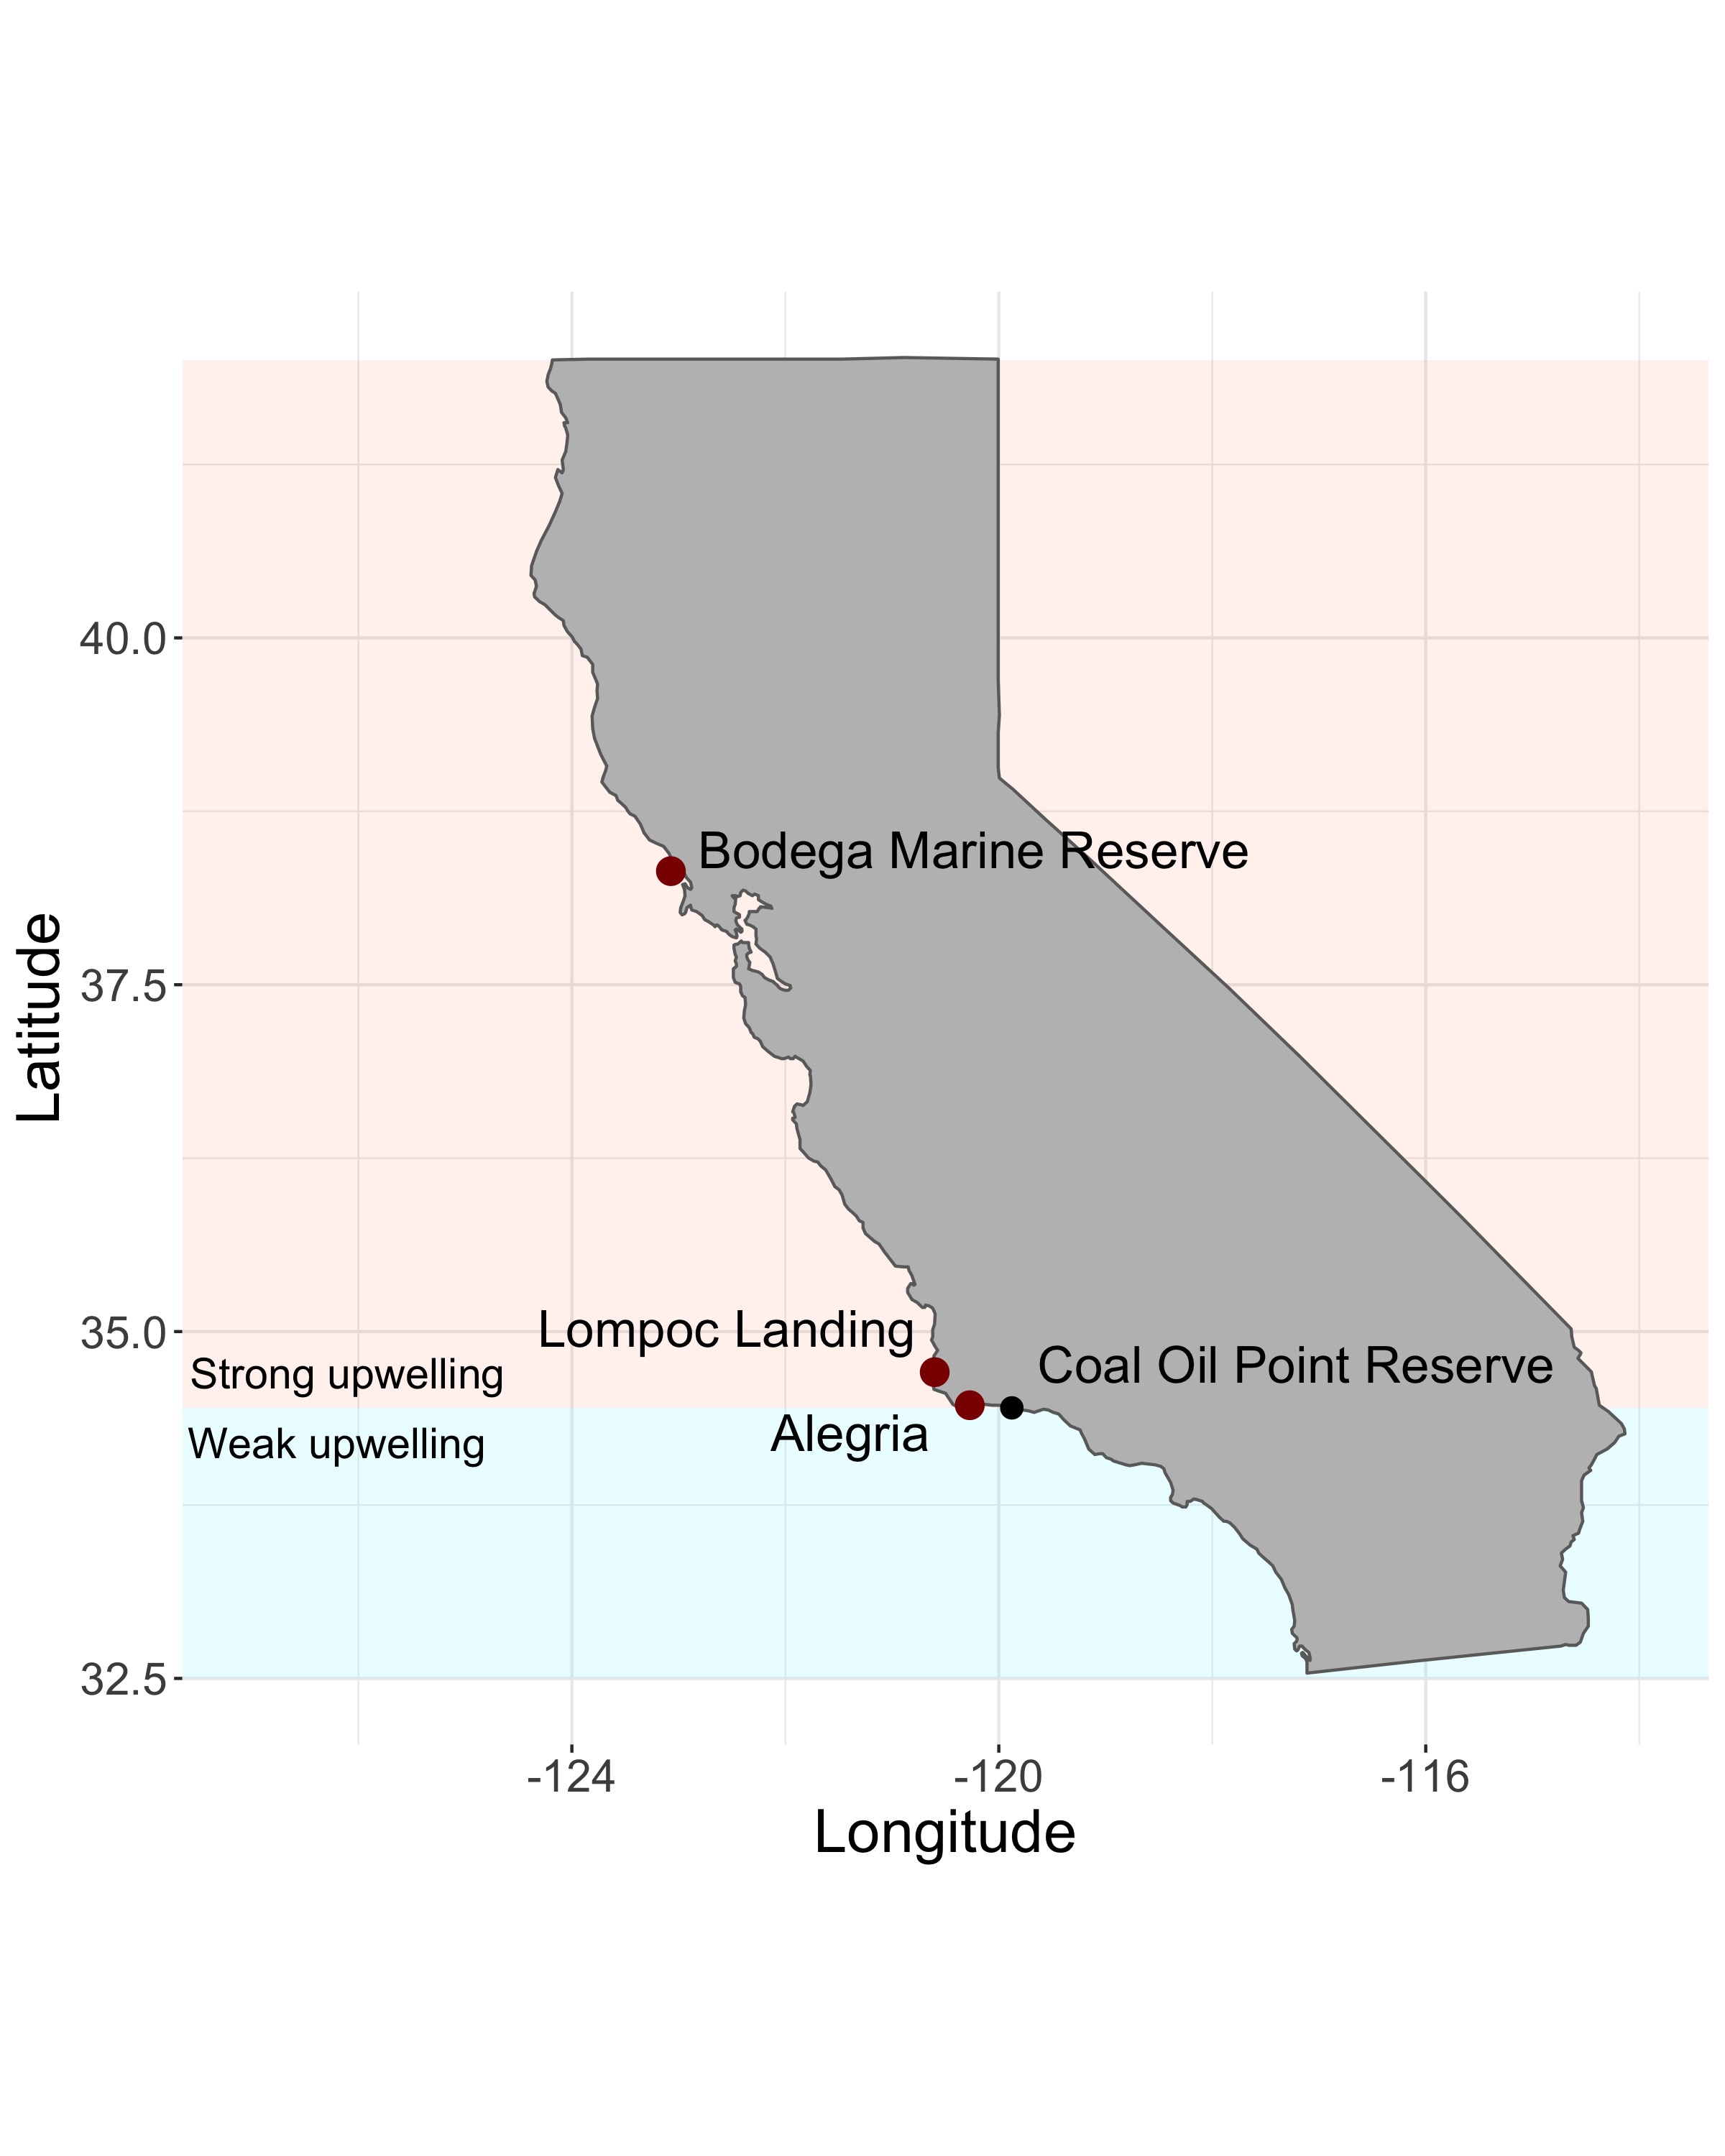 40.0
Bodega Marine Reserve
Latitude
37.5
Lompoc Landing
35.0
Coal Oil Point Reserve
Strong upwelling
Alegria
Weak upwelling
32.5
-124
-120
-116
Longitude